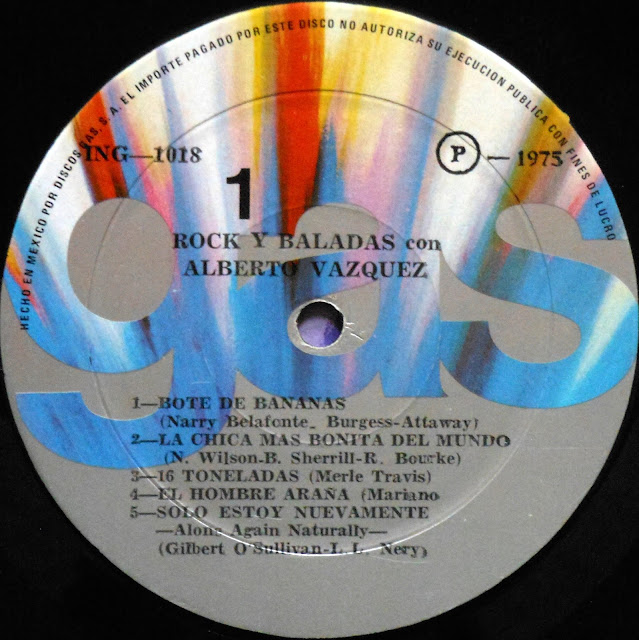 HECHO EN MEXICO POR DISCOS GAS, S. A. EL IMPORTE PAGADO POR ESTE DISCO NO AUTORIZA SU EJECUCION PUBLICA CON FINES DE LUCRO
ING—1018
P — 1975
1
gas
ROCK Y BALADAS con
ALBERTO VAZQUEZ
1—BOTE DE BANANAS
(Narry Belafonte_ Burgess-Attaway)
2—LA CHICA MAS BONITA DEL MUNDO
(N. Wilson-B. Sherrill-R. Bourke)
3—16 TONELADAS (Merle Travis)
4—EL HOMBRE ARAÑA (Mariano
5—SOLO ESTOY NUEVAMENTE
—Alone Again Naturally—
(Gilbert O'Sullivan-L. L. Nery)